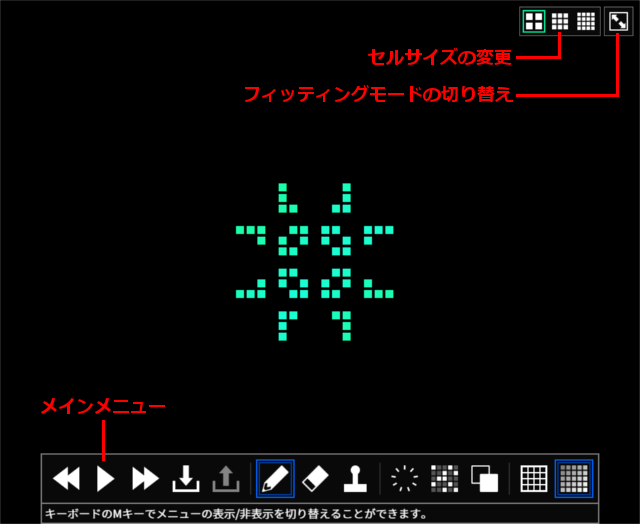 セルサイズの変更
フィッティングモードの切り替え
メインメニュー
キーボードのMキーでメニューの表示/非表示を切り替えることができます。